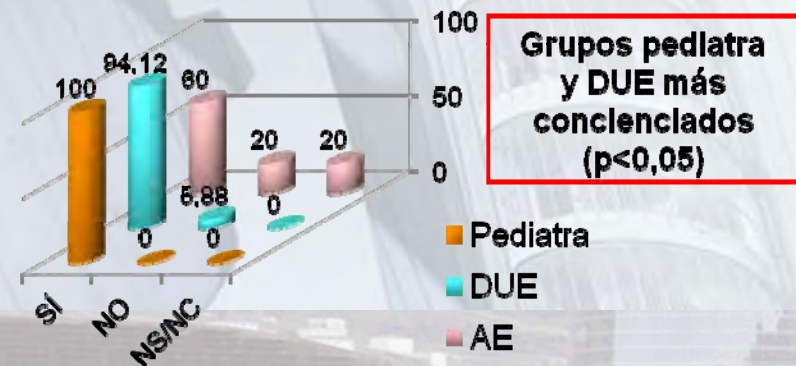 100
50
0
100
94,12
60
20
20
5,88
0
0
0
SÍ
NO
NS/NC
Grupos pediatra
y DUE más
concienciados
(p<0,05)
Pediatra
DUE
AE